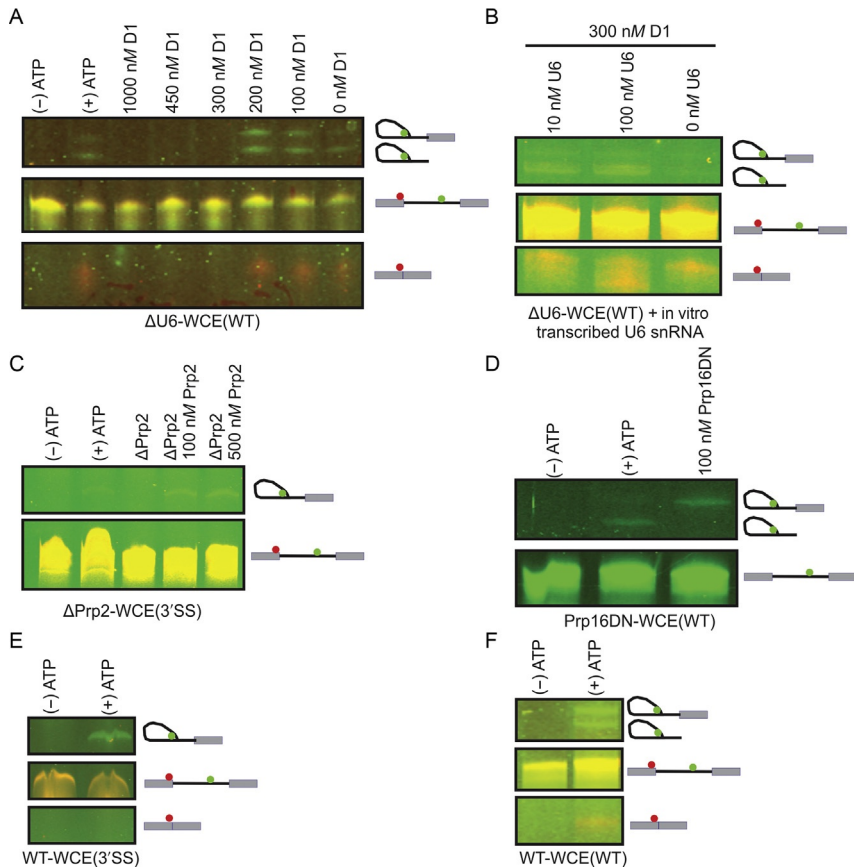 A
(−) ATP
(+) ATP
1000 nM D1
450 nM D1
300 nM D1
200 nM D1
100 nM D1
0 nM D1
ΔU6-WCE(WT)
B
300 nM D1
10 nM U6
100 nM U6
0 nM U6
ΔU6-WCE(WT) + in vitro
transcribed U6 snRNA
C
(−) ATP
(+) ATP
ΔPrp2
ΔPrp2
100 nM Prp2
ΔPrp2
500 nM Prp2
ΔPrp2-WCE(3′SS)
D
(−) ATP
(+) ATP
100 nM Prp16DN
Prp16DN-WCE(WT)
E
(−) ATP
(+) ATP
WT-WCE(3′SS)
F
(−) ATP
(+) ATP
WT-WCE(WT)